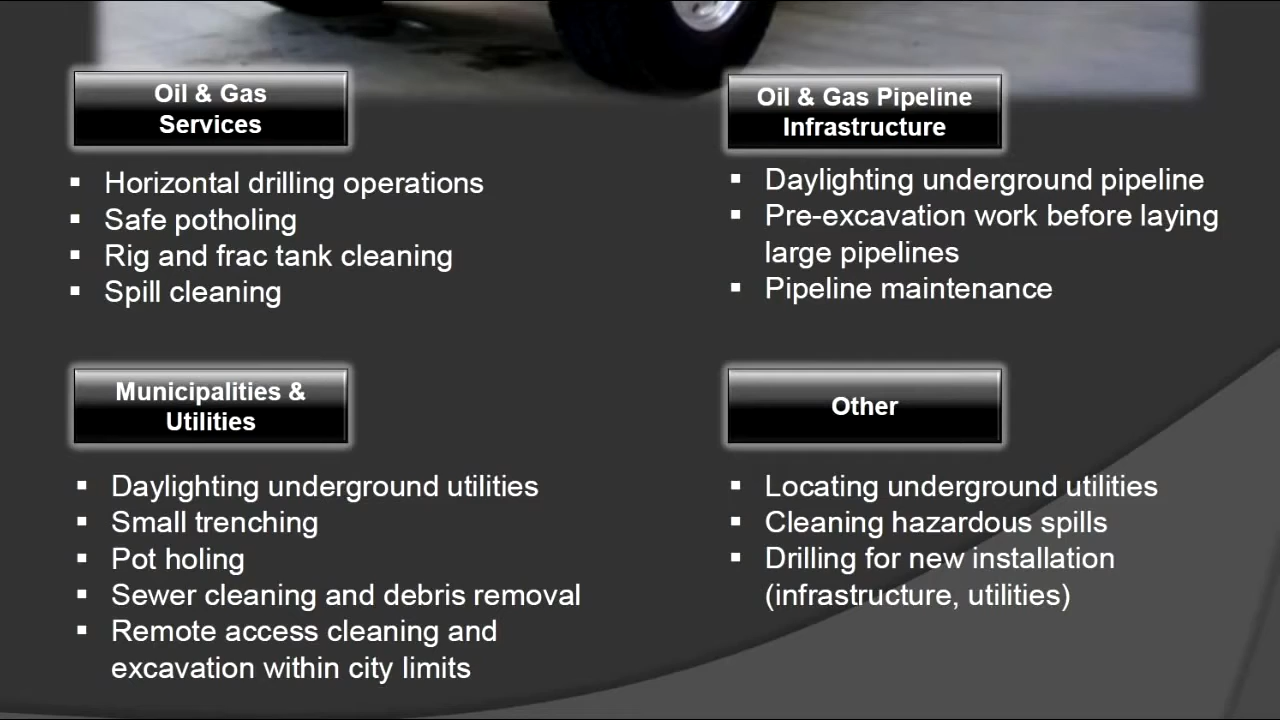 Oil & Gas
Services
▪ Horizontal drilling operations
▪ Safe potholing
▪ Rig and frac tank cleaning
▪ Spill cleaning
Oil & Gas Pipeline
Infrastructure
▪ Daylighting underground pipeline
▪ Pre-excavation work before laying
large pipelines
▪ Pipeline maintenance
Municipalities &
Utilities
▪ Daylighting underground utilities
▪ Small trenching
▪ Pot holing
▪ Sewer cleaning and debris removal
▪ Remote access cleaning and
excavation within city limits
Other
▪ Locating underground utilities
▪ Cleaning hazardous spills
▪ Drilling for new installation
(infrastructure, utilities)